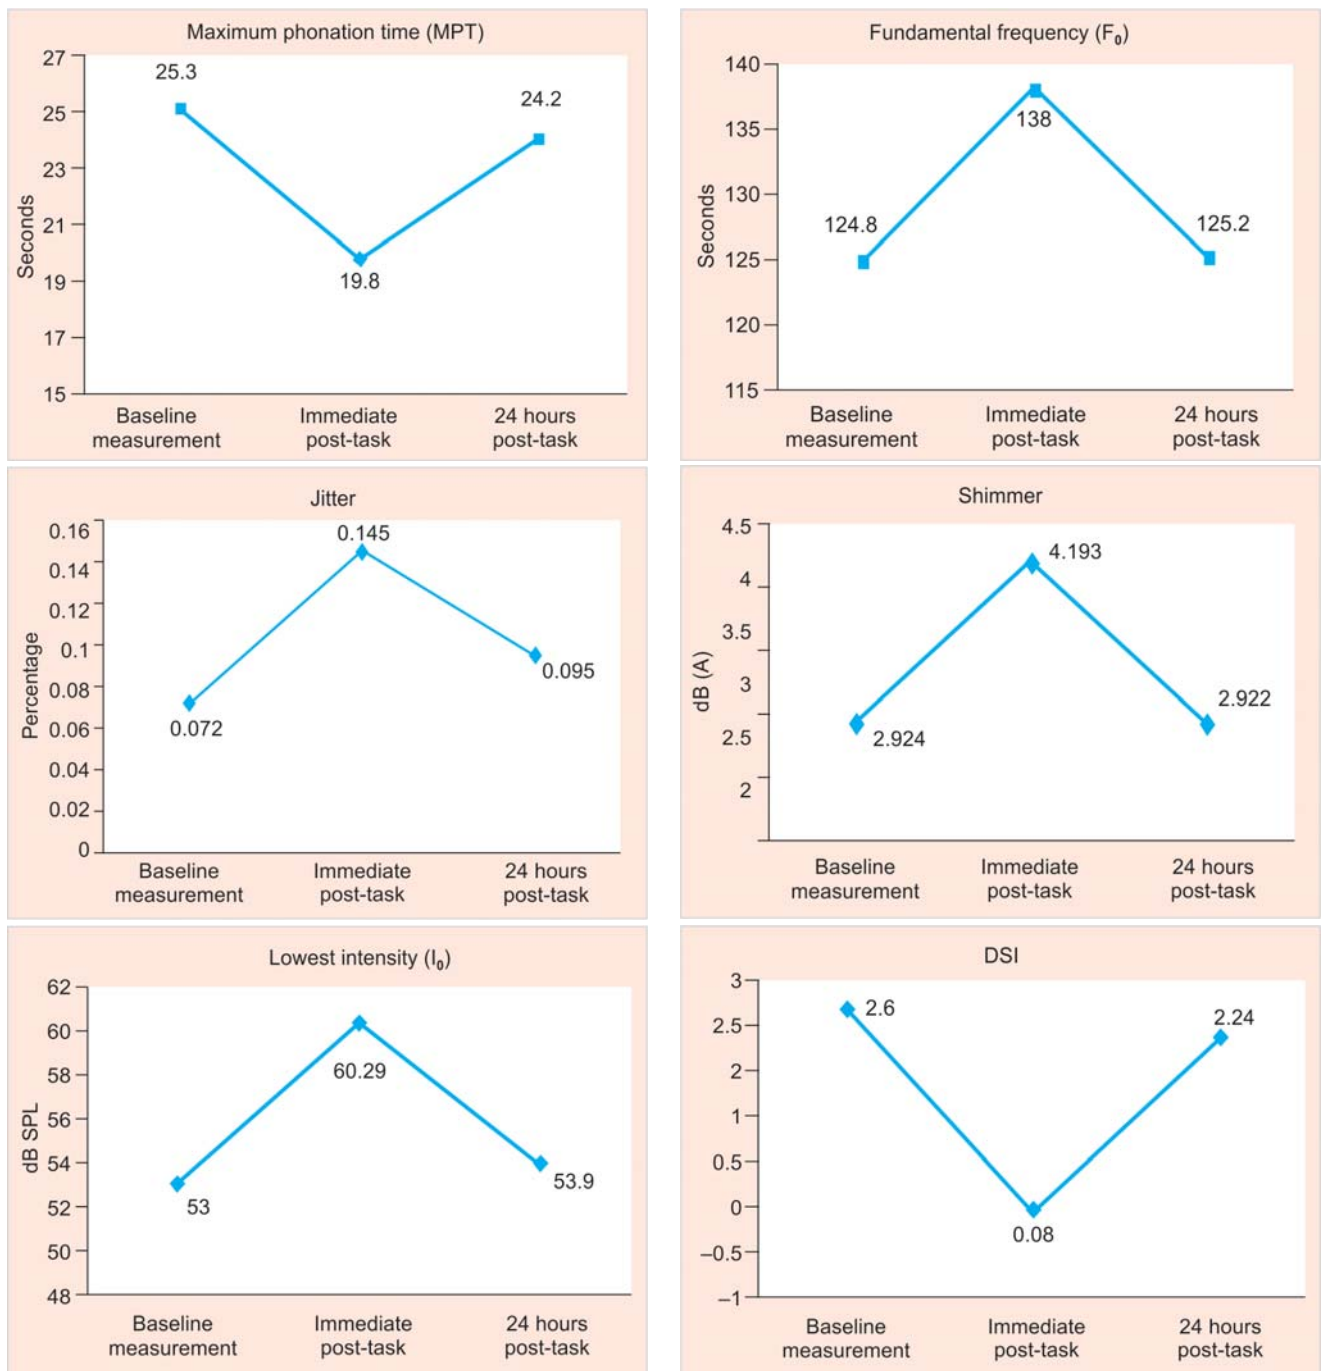 Maximum phonation time (MPT)
27
25
23
21
19
17
15
Seconds
25.3
19.8
24.2
Baseline measurement
Immediate post-task
24 hours post-task
Fundamental frequency (F0)
140
135
130
125
120
115
Seconds
124.8
138
125.2
Baseline measurement
Immediate post-task
24 hours post-task
Jitter
0.16
0.14
0.12
0.1
0.08
0.06
0.04
0.02
0
Percentage
0.072
0.145
0.095
Baseline measurement
Immediate post-task
24 hours post-task
Shimmer
4.5
4
3.5
3
2.5
2
dB (A)
2.924
4.193
2.922
Baseline measurement
Immediate post-task
24 hours post-task
Lowest intensity (I0)
62
60
58
56
54
52
50
48
dB SPL
53
60.29
53.9
Baseline measurement
Immediate post-task
24 hours post-task
DSI
3
2.5
2
1
0.5
0
–0.5
–1
2.6
0.08
2.24
Baseline measurement
Immediate post-task
24 hours post-task